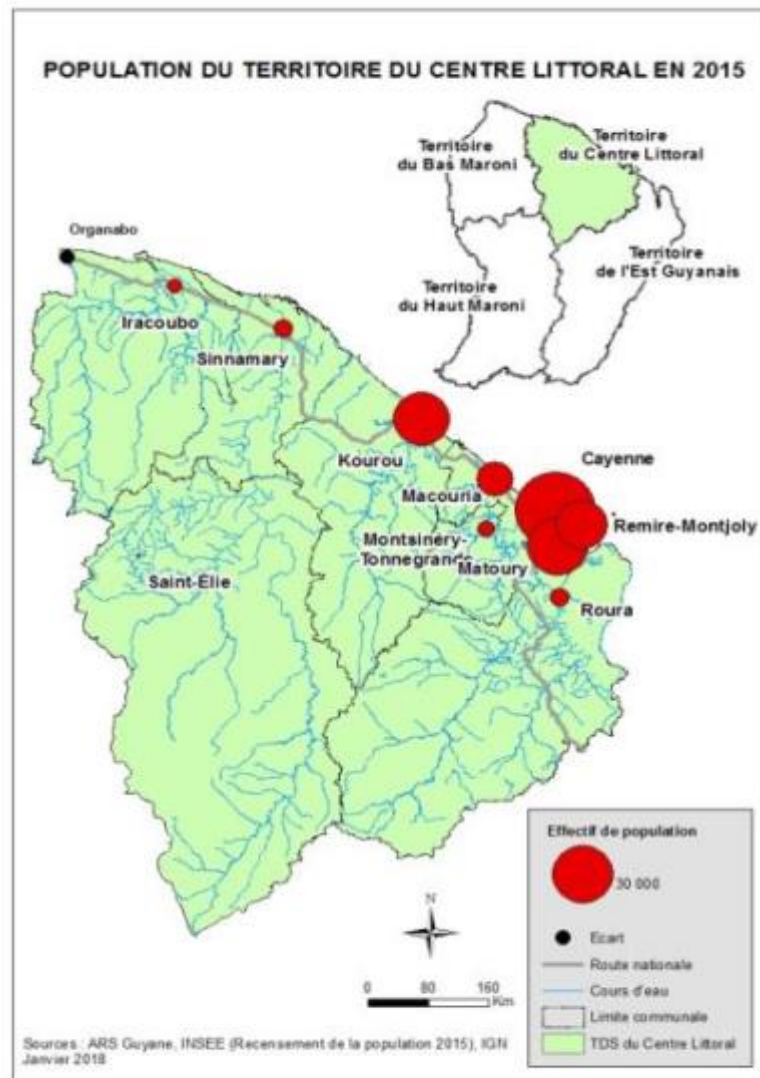 POPULATION DU TERRITOIRE DU CENTRE LITTORAL EN 2015
Territoire
du Bas Maroni
Territoire
du Centre Littoral
Territoire
du Haut Maroni
Territoire
de l'Est Guyanais
Organabo
Iracoubo
Sinnamary
Kourou
Cayenne
Macouria
Remire-Montjoly
Montsinéry-
Tonnegrande
Matoury
Saint-Élie
Roura
Effectif de population
30 000
Ecart
Route nationale
Cours d'eau
Limite communale
TDS du Centre Littoral
N
0 80 160
Km
Sources : ARS Guyane, INSEE (Recensement de la population 2015), IGN
Janvier 2018